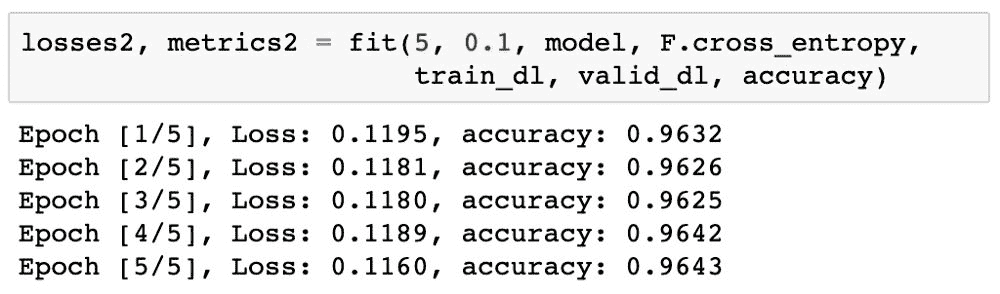 losses2, metrics2 = fit(5, 0.1, model, F.cross_entropy,
train_dl, valid_dl, accuracy)
Epoch [1/5], Loss: 0.1195, accuracy: 0.9632
Epoch [2/5], Loss: 0.1181, accuracy: 0.9626
Epoch [3/5], Loss: 0.1180, accuracy: 0.9625
Epoch [4/5], Loss: 0.1189, accuracy: 0.9642
Epoch [5/5], Loss: 0.1160, accuracy: 0.9643